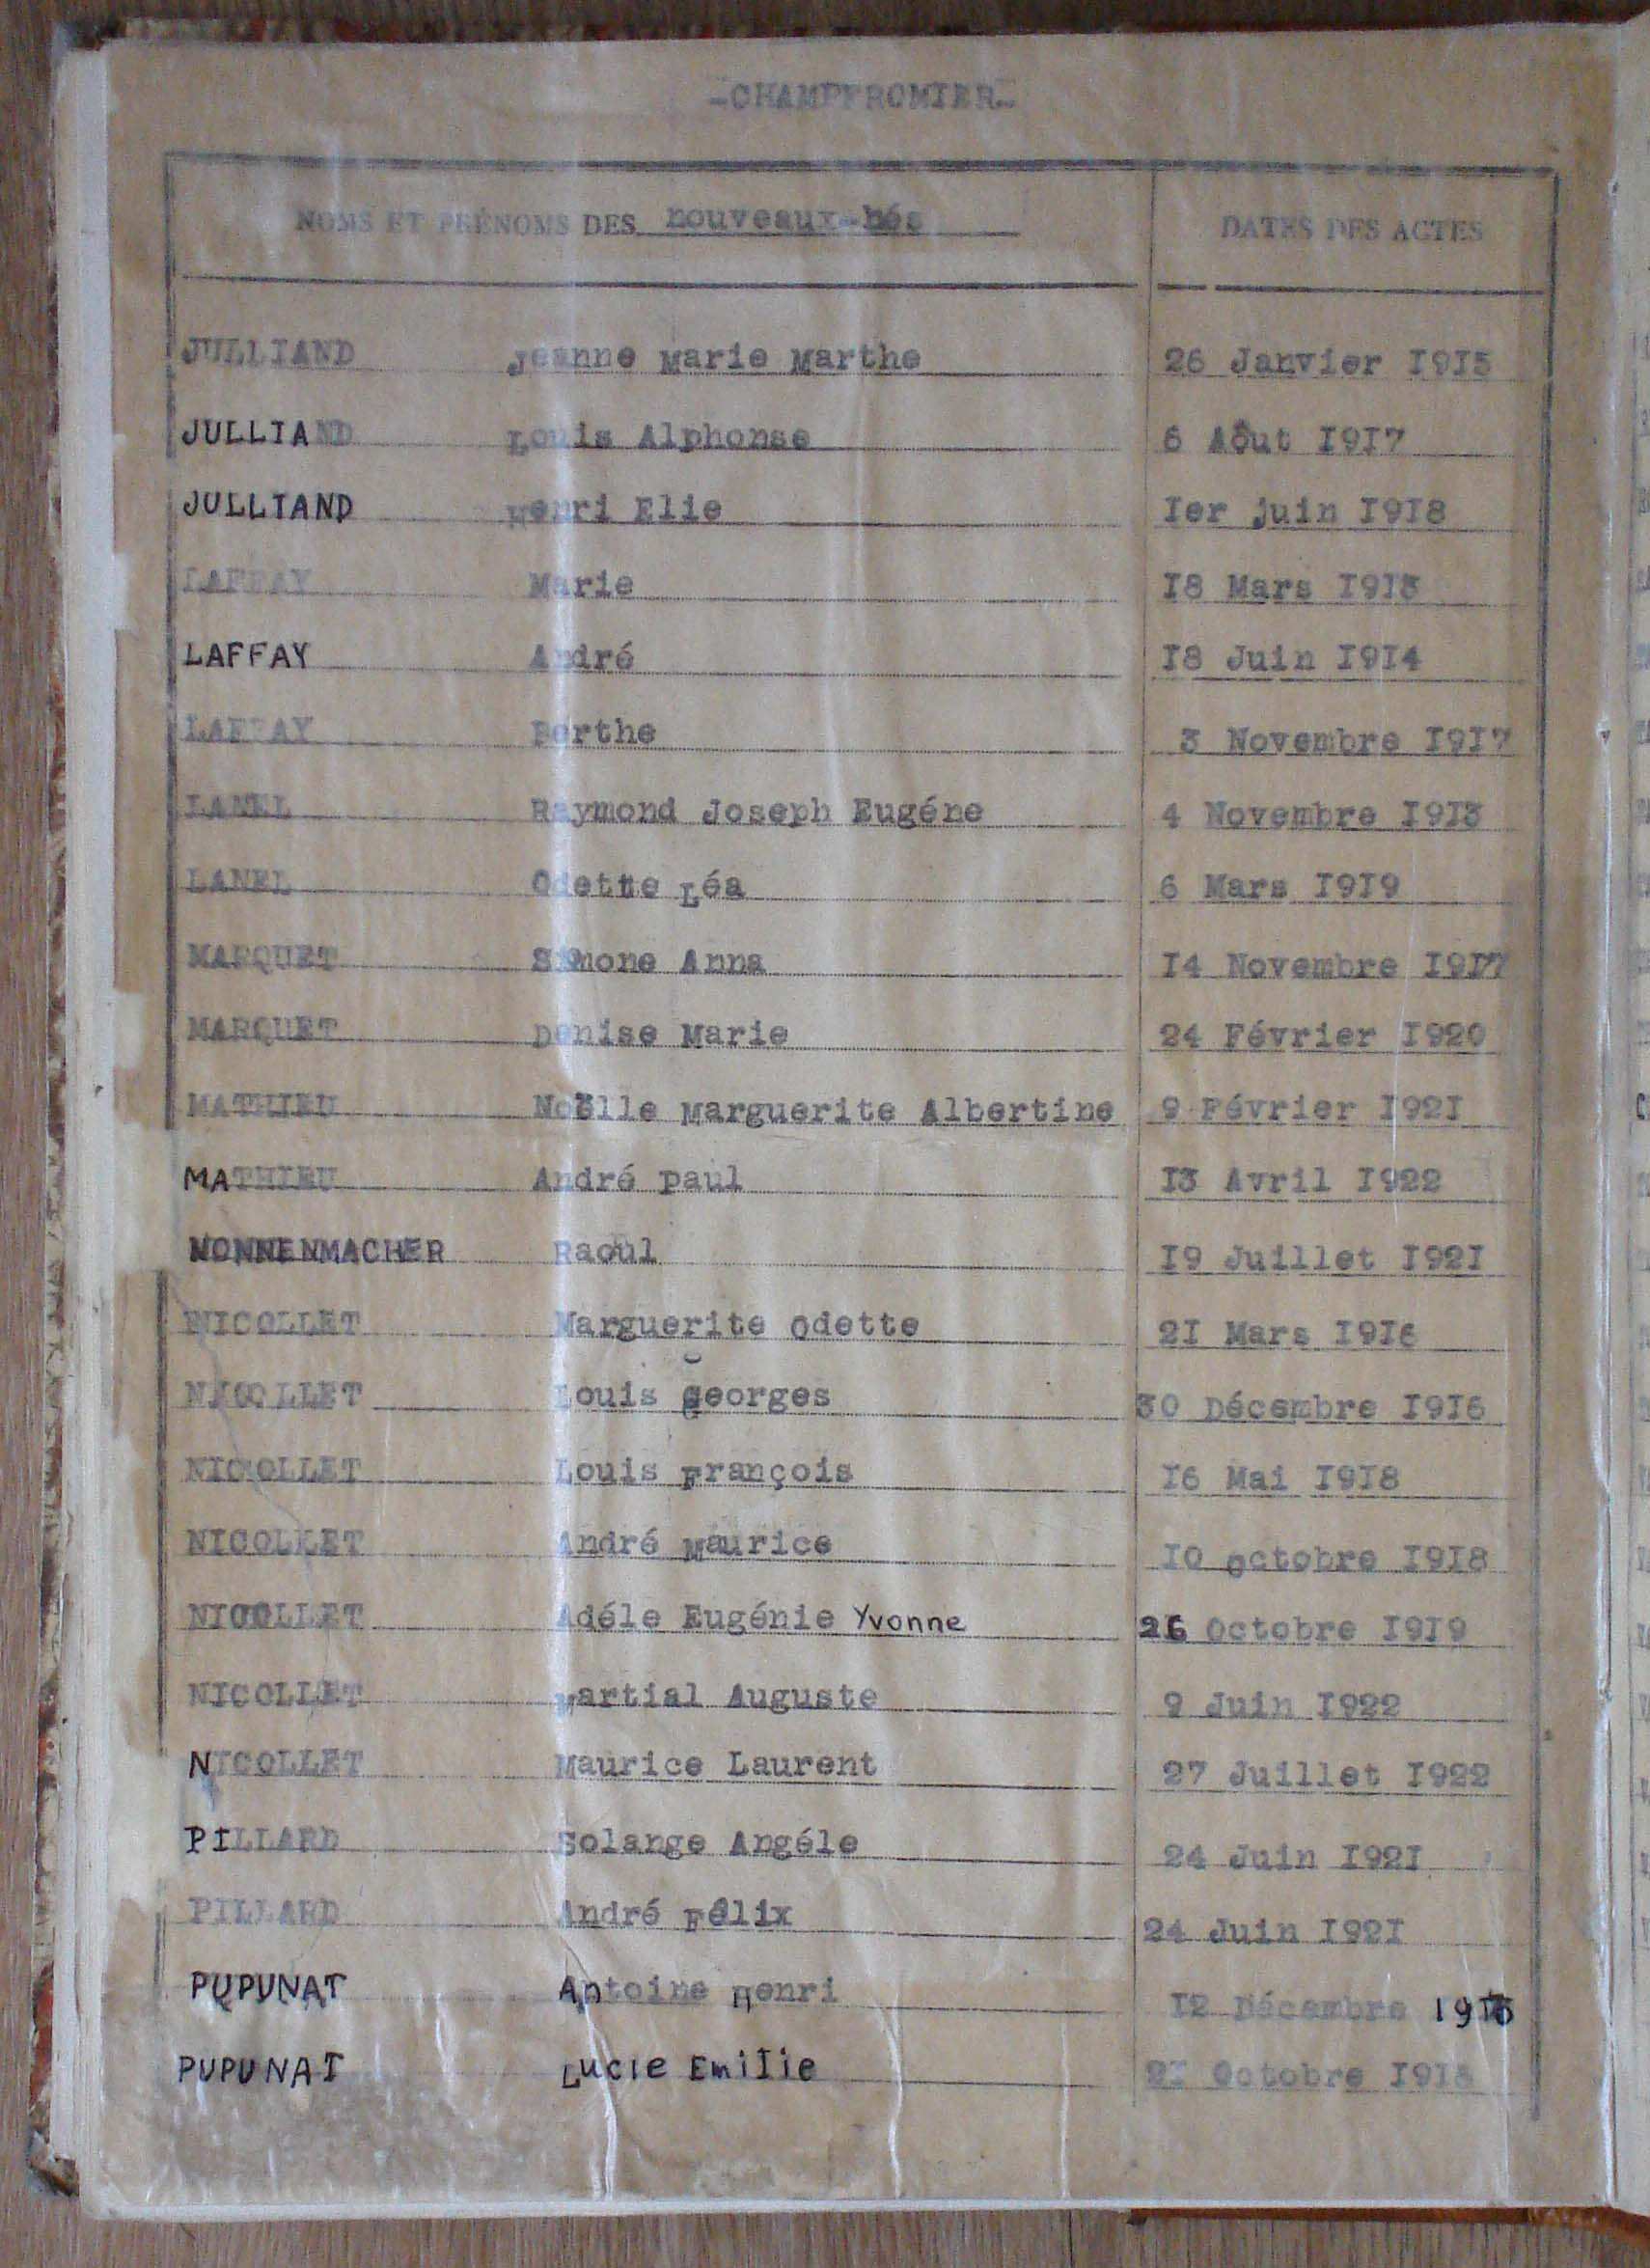 -CHAMPFROMIER-
NOMS ET PRÉNOMS DES nouveaux-nés DATES DES ACTES
JULLIAND Jeanne Marie Marthe 26 Janvier 1915
JULLIAND Louis Alphonse 6 Aôut 1917
JULLIAND Henri Elie Ier juin 1918
LAFFAY Marie 18 Mars 1913
LAFFAY André 18 Juin 1914
LAFFAY Berthe 3 Novembre 1917
LANEL Raymond Joseph Eugéne 4 Novembre 1913
LANEL Odette Léa 6 Mars 1919
MARQUET Simone Anna 14 Novembre 1917
MARQUET Denise Marie 24 Février 1920
MATHIEU Noëlle Marguerite Albertine 9 Février 1921
MATHIEU André Paul 13 Avril 1922
NONNENMACHER Raoul 19 Juillet 1921
NICOLLET Marguerite Odette 21 Mars 1916
NICOLLET Louis Georges 30 Décembre 1916
NICOLLET Louis François 16 Mai 1918
NICOLLET André Maurice 10 Octobre 1918
NICOLLET Adéle Eugénie Yvonne 26 Octobre 1919
NICOLLET Martial Auguste 9 Juin 1922
NICOLLET Maurice Laurent 27 Juillet 1922
PILLARD Solange Angéle 24 Juin 1921
PILLARD André Félix 24 Juin 1921
PUPUNAT Antoine Henri 12 Décembre
PUPUNAT Lucie Emilie 21 Octobre